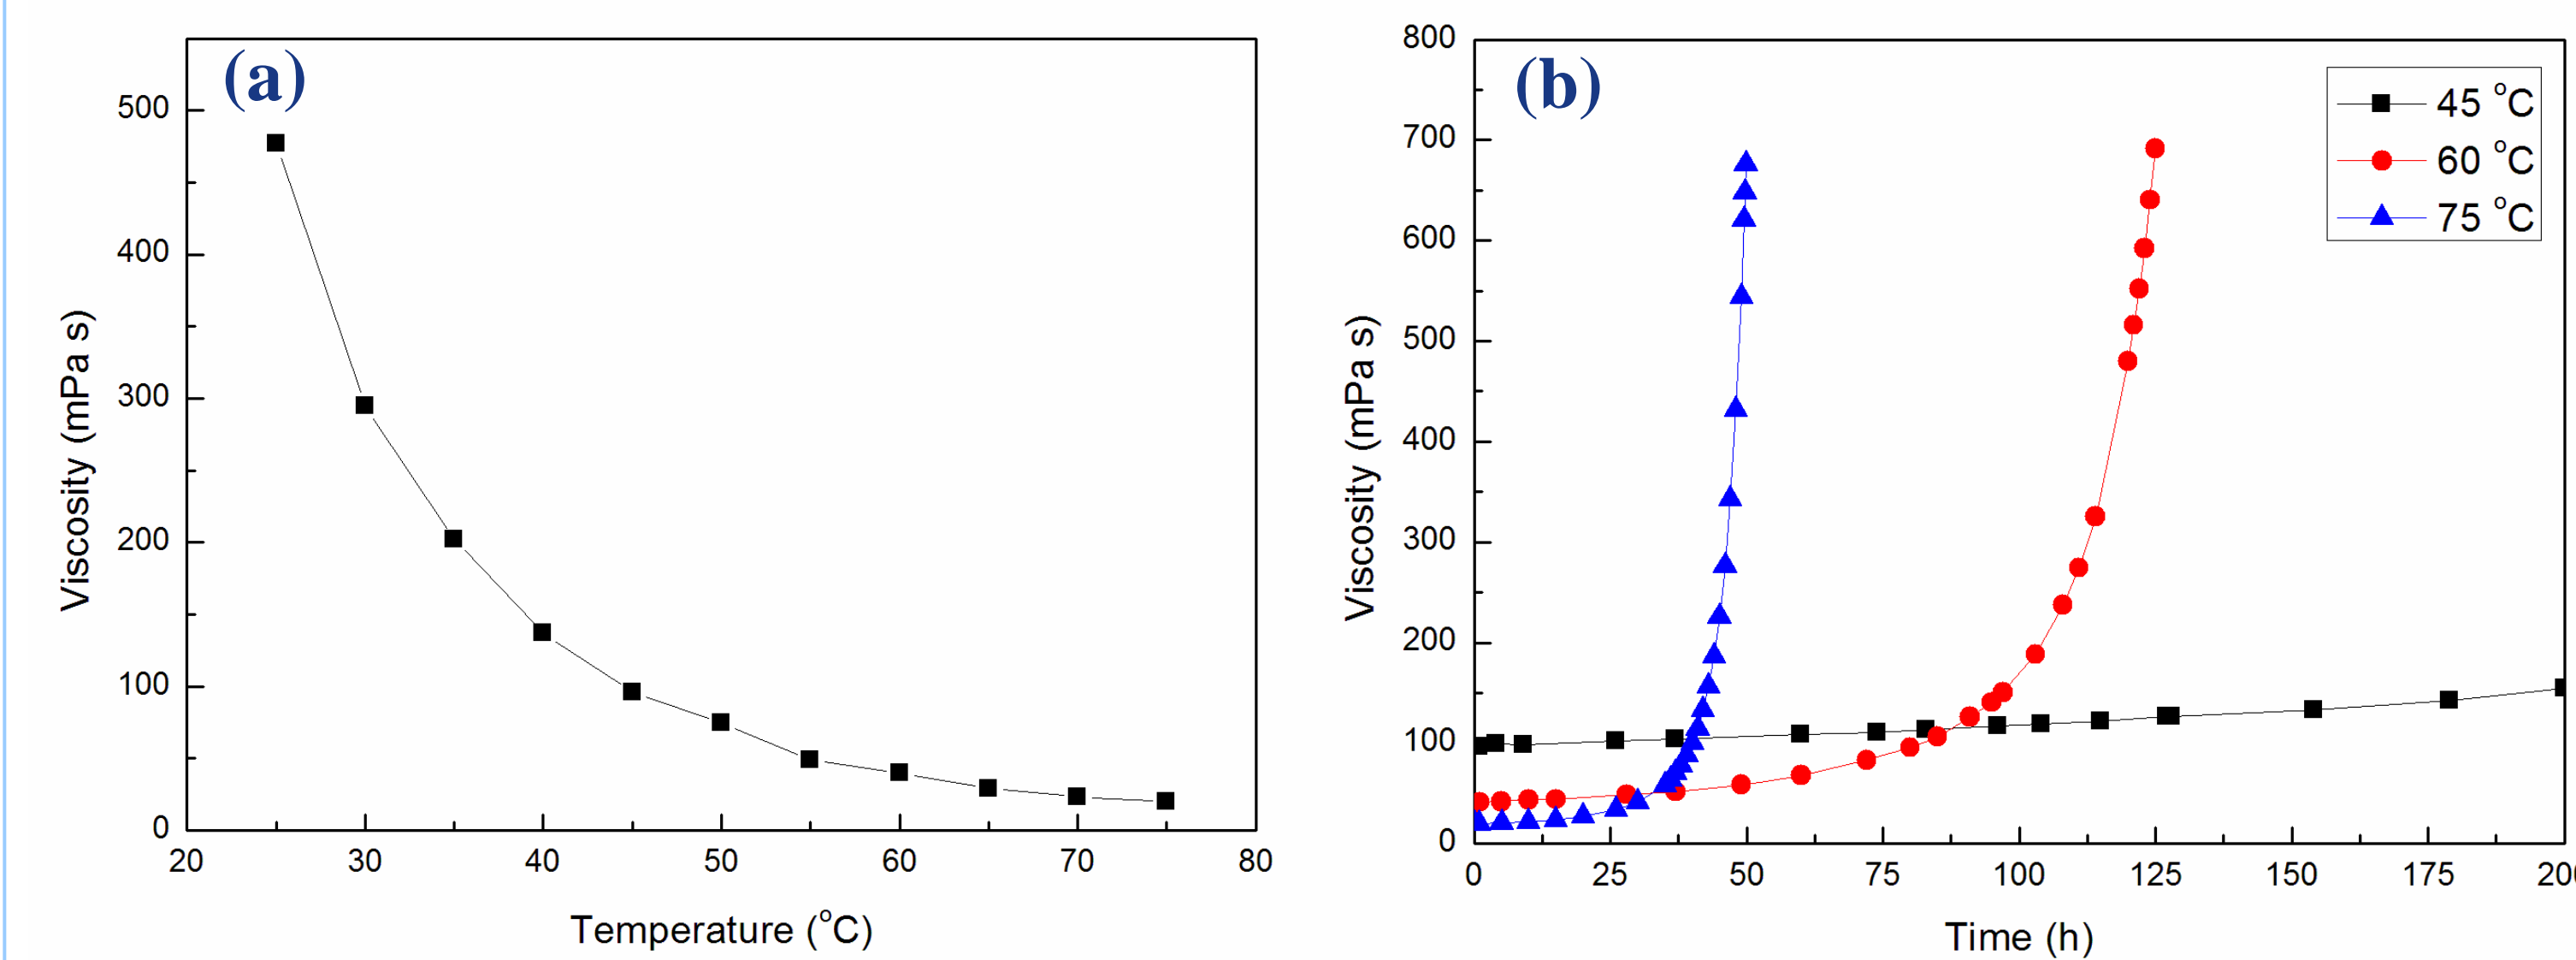 (a)
500
400
300
200
100
0
Viscosity (mPa s)
20 30 40 50 60 70 80
Temperature (°C)
(b)
800
700
600
500
400
300
200
100
0
Viscosity (mPa s)
45 °C
60 °C
75 °C
0 25 50 75 100 125 150 175
Time (h)